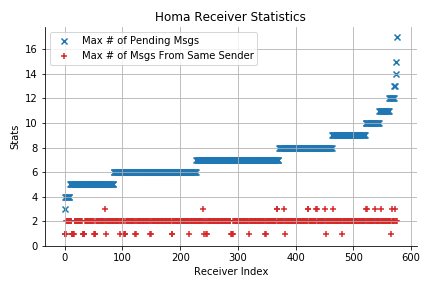 Homa Receiver Statistics
Max # of Pending Msgs
Max # of Msgs From Same Sender
Stats
16
14
12
10
8
6
4
2
0
0 100 200 300 400 500 600
Receiver Index